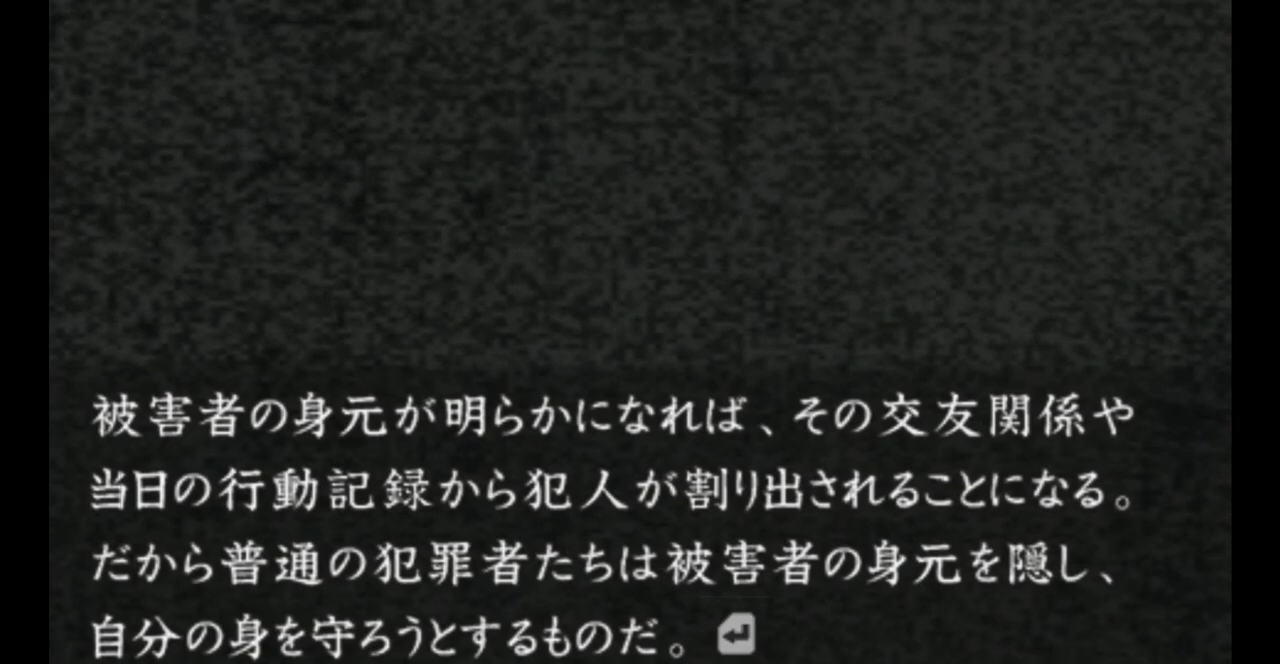 被害者の身元が明らかになれば、その交友関係や
当日の行動記録から犯人が割り出されることになる。
だから普通の犯罪者たちは被害者の身元を隠し、
自分の身を守ろうとするものだ。